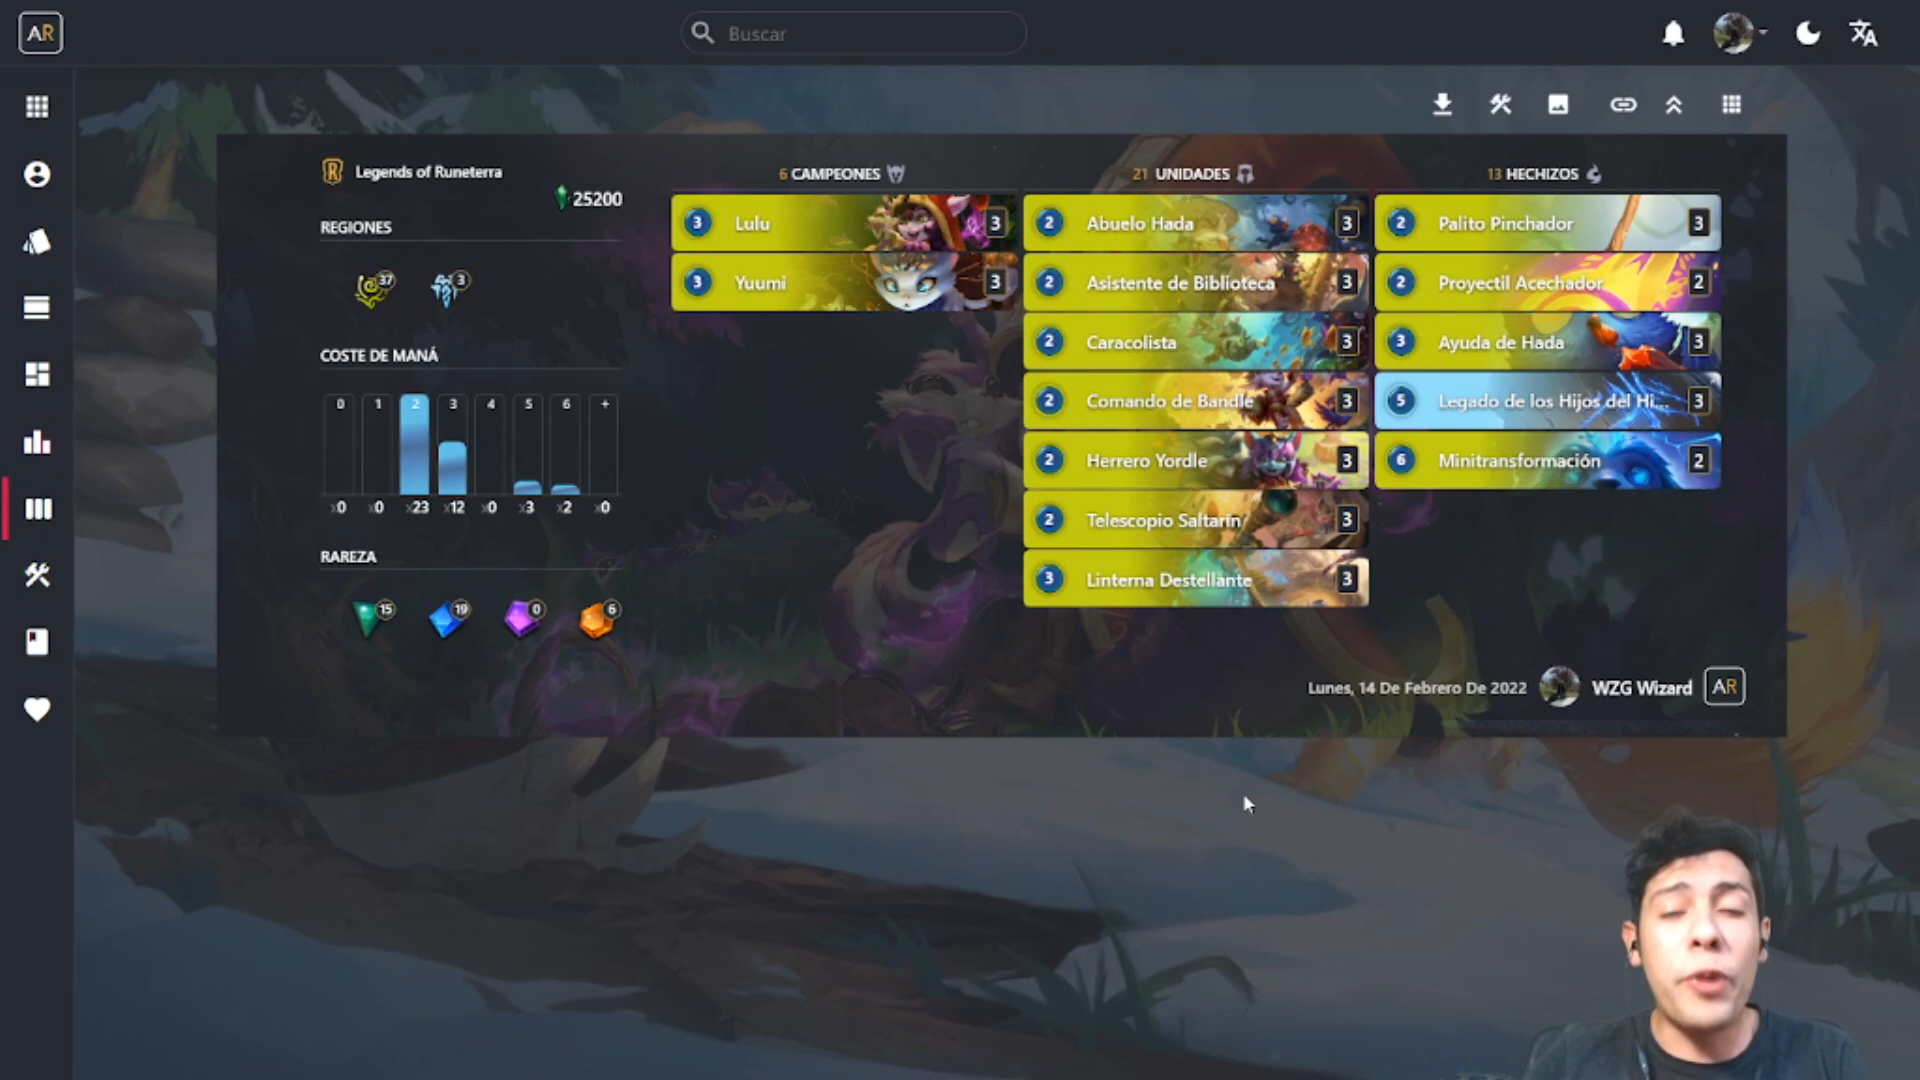 AR
Buscar
Legends of Runeterra
25200
REGIONES
37
3
COSTE DE MANÁ
0 1 2 3 4 5 6 +
x0 x0 x23 x12 x0 x3 x2 x0
RAREZA
15 19 0 6
6 CAMPEONES
3 Lulu 3
3 Yuumi 3
21 UNIDADES
2 Abuelo Hada 3
2 Asistente de Biblioteca 3
2 Caracolista 3
2 Comando de Bandle 3
2 Herrero Yordle 3
2 Telescopio Saltarín 3
3 Linterna Destellante 3
13 HECHIZOS
2 Palito Pinchador 3
2 Proyectil Acechador 2
3 Ayuda de Hada 3
5 Legado de los Hijos del Hi... 3
6 Minitransformación 2
Lunes, 14 De Febrero De 2022 WZG Wizard AR